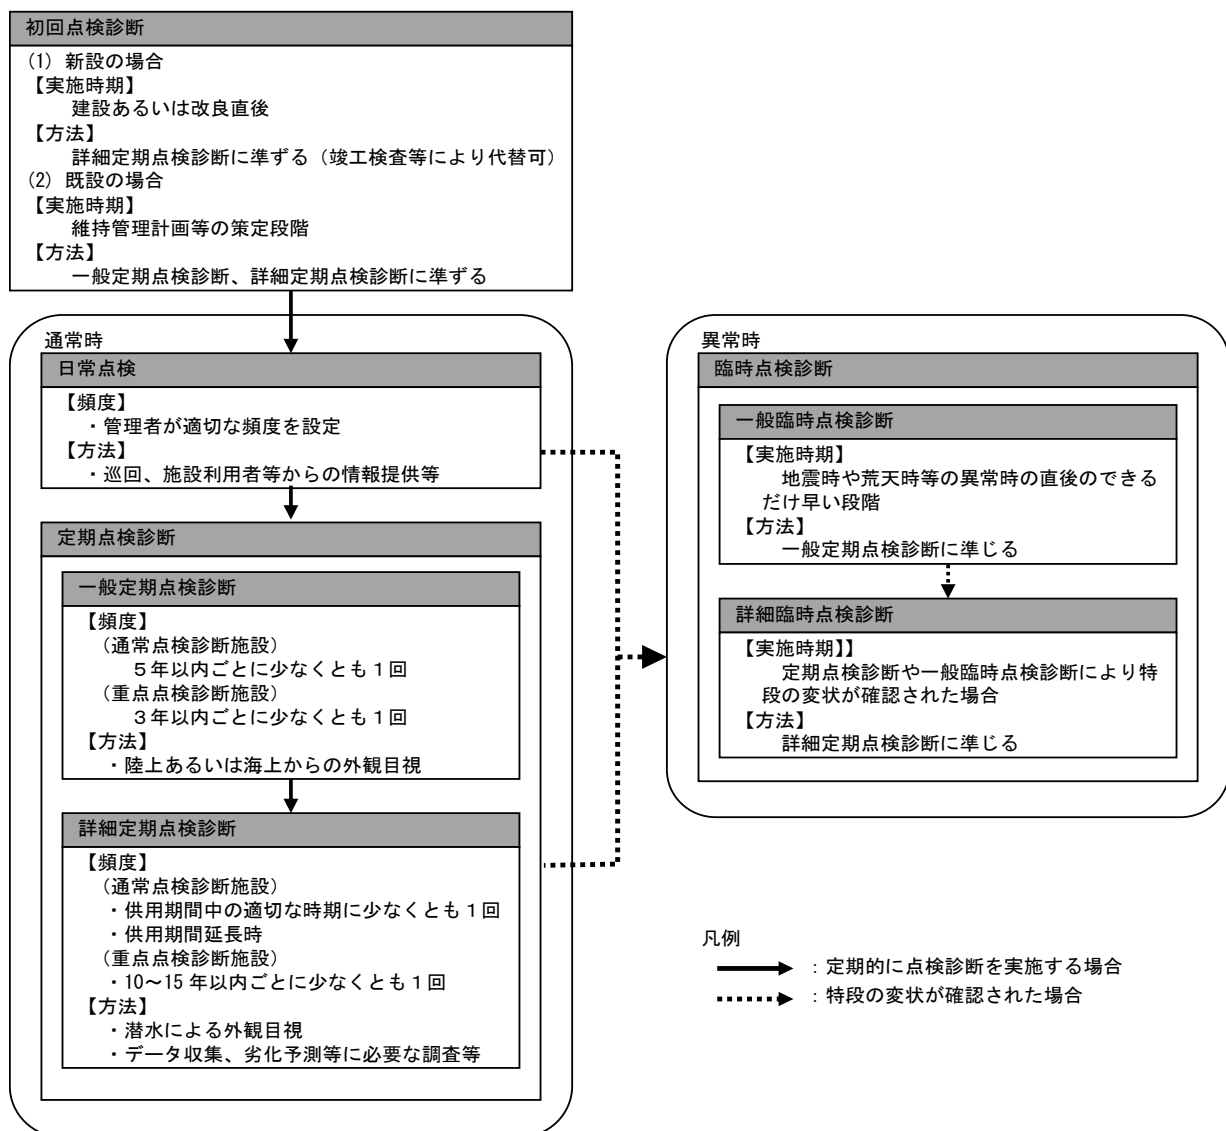 初回点検診断
(1) 新設の場合
【実施時期】
建設あるいは改良直後
【方法】
詳細定期点検診断に準ずる（竣工検査等により代替可）
(2) 既設の場合
【実施時期】
維持管理計画等の策定段階
【方法】
一般定期点検診断、詳細定期点検診断に準ずる
通常時
日常点検
【頻度】
・管理者が適切な頻度を設定
【方法】
・巡回、施設利用者等からの情報提供等
定期点検診断
一般定期点検診断
【頻度】
（通常点検診断施設）
５年以内ごとに少なくとも１回
（重点点検診断施設）
３年以内ごとに少なくとも１回
【方法】
・陸上あるいは海上からの外観目視
詳細定期点検診断
【頻度】
（通常点検診断施設）
・供用期間中の適切な時期に少なくとも１回
・供用期間延長時
（重点点検診断施設）
・10～15 年以内ごとに少なくとも１回
【方法】
・潜水による外観目視
・データ収集、劣化予測等に必要な調査等
異常時
臨時点検診断
一般臨時点検診断
【実施時期】
地震時や荒天時等の異常時の直後のできる
だけ早い段階
【方法】
一般定期点検診断に準じる
詳細臨時点検診断
【実施時期】】
定期点検診断や一般臨時点検診断により特
段の変状が確認された場合
【方法】
詳細定期点検診断に準じる
凡例
：定期的に点検診断を実施する場合
：特段の変状が確認された場合